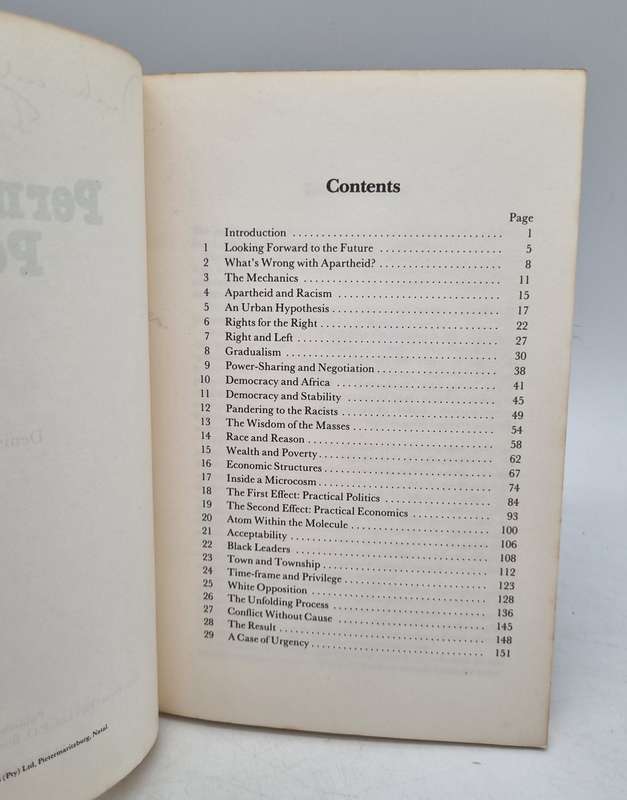 (Pty) Ltd, Pietermaritzburg, Natal.
Contents
Page
Introduction 1
1 Looking Forward to the Future 5
2 What's Wrong with Apartheid? 8
3 The Mechanics 11
4 Apartheid and Racism 15
5 An Urban Hypothesis 17
6 Rights for the Right 22
7 Right and Left 27
8 Gradualism 30
9 Power-Sharing and Negotiation 38
10 Democracy and Africa 41
11 Democracy and Stability 45
12 Pandering to the Racists 49
13 The Wisdom of the Masses 54
14 Race and Reason 58
15 Wealth and Poverty 62
16 Economic Structures 67
17 Inside a Microcosm 74
18 The First Effect: Practical Politics 84
19 The Second Effect: Practical Economics 93
20 Atom Within the Molecule 100
21 Acceptability 106
22 Black Leaders 108
23 Town and Township 112
24 Time-frame and Privilege 123
25 White Opposition 128
26 The Unfolding Process 136
27 Conflict Without Cause 145
28 The Result 148
29 A Case of Urgency 151